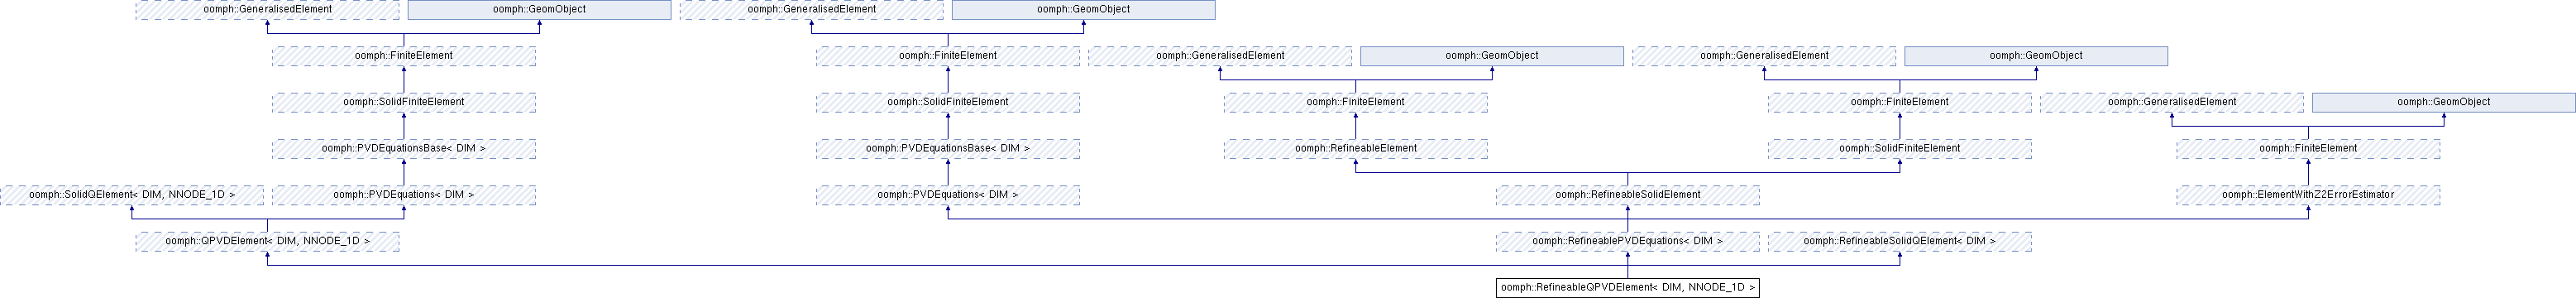 oomph::GeneralisedElement oomph::GeomObject oomph::GeneralisedElement oomph::GeomObject
oomph::FiniteElement oomph::FiniteElement oomph::GeneralisedElement oomph::GeomObject oomph::GeneralisedElement oomph::GeomObject
oomph::SolidFiniteElement oomph::SolidFiniteElement oomph::FiniteElement oomph::FiniteElement oomph::GeneralisedElement oomph::GeomObject
oomph::PVDEquationsBase< DIM > oomph::PVDEquationsBase< DIM > oomph::RefineableElement oomph::SolidFiniteElement oomph::FiniteElement
oomph::SolidQElement< DIM, NNODE_1D > oomph::PVDEquations< DIM > oomph::PVDEquations< DIM > oomph::RefineableSolidElement oomph::ElementWithZ2ErrorEstimator
oomph::QPVDElement< DIM, NNODE_1D > oomph::RefineablePVDEquations< DIM > oomph::RefineableSolidQElement< DIM >
oomph::RefineableQPVDElement< DIM, NNODE_1D >